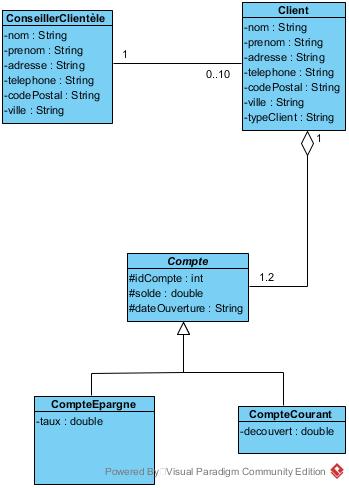 ConseillerClientèle
-nom : String
-prenom : String
-adresse : String
-telephone : String
-codePostal : String
-ville : String
1
0..10
Client
-nom : String
-prenom : String
-adresse : String
-telephone : String
-codePostal : String
-ville : String
-typeClient : String
1
1.2
Compte
#idCompte : int
#solde : double
#dateOuverture : String
CompteEpargne
-taux : double
CompteCourant
-decouvert : double
Powered By Visual Paradigm Community Edition